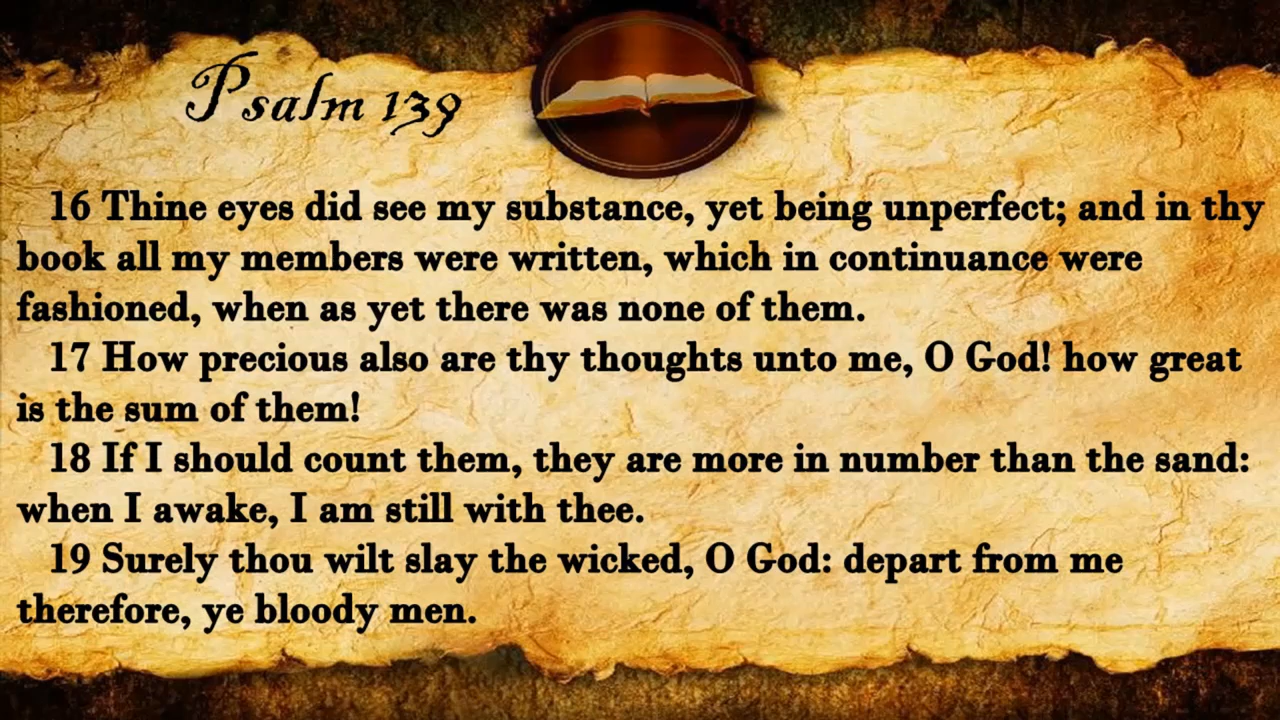 Psalm 139
16 Thine eyes did see my substance, yet being unperfect; and in thy
book all my members were written, which in continuance were
fashioned, when as yet there was none of them.
17 How precious also are thy thoughts unto me, O God! how great
is the sum of them!
18 If I should count them, they are more in number than the sand:
when I awake, I am still with thee.
19 Surely thou wilt slay the wicked, O God: depart from me
therefore, ye bloody men.